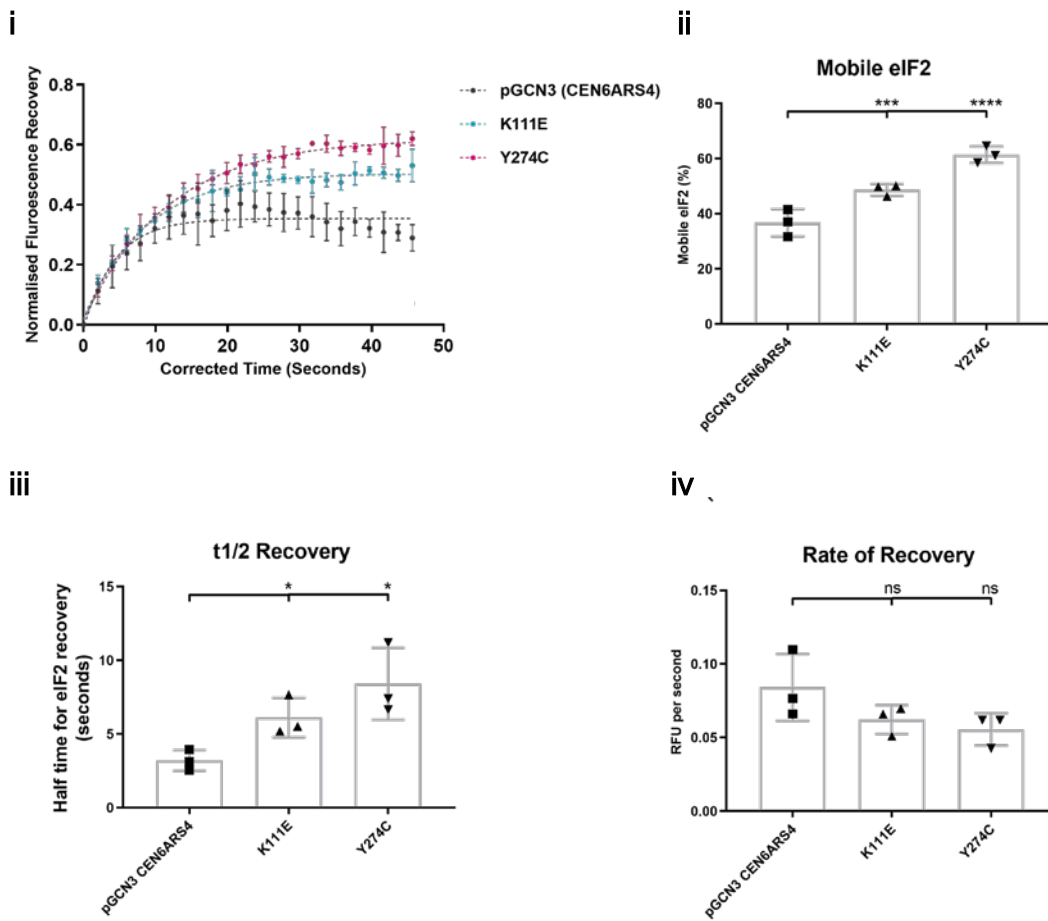 i
Normalised Fluroescence Recovery
0.8
0.6
0.4
0.2
0.0
0
10
20
30
40
50
Corrected Time (Seconds)
pGCN3 (CEN6ARS4)
K111E
Y274C
ii
Mobile eIF2
Mobile eIF2 (%)
80
60
40
20
0
***
****
pGCN3 CEN6ARS4
K111E
Y274C
iii
t1/2 Recovery
Half time for eIF2 recovery
(seconds)
15
10
5
0
*
*
pGCN3 CEN6ARS4
K111E
Y274C
iv
Rate of Recovery
RFU per second
0.15
0.10
0.05
0.00
ns
ns
pGCN3 CEN6ARS4
K111E
Y274C